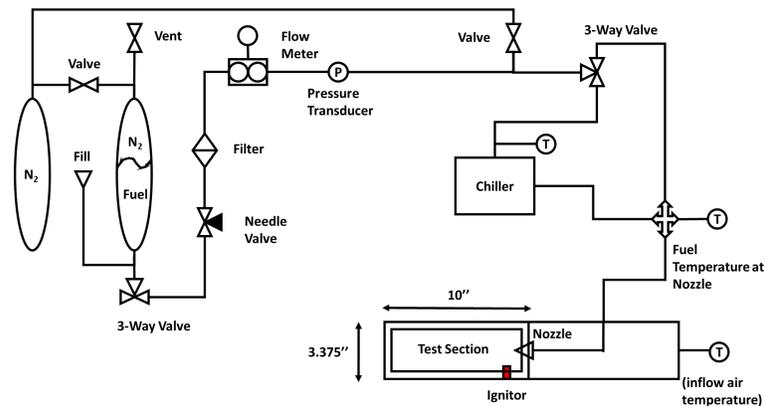 Vent
Valve
Flow
Meter
P
Pressure
Transducer
Valve
3-Way Valve
N2
Fill
N2
Fuel
Filter
Needle
Valve
3-Way Valve
T
Chiller
T
Fuel
Temperature at
Nozzle
10’’
3.375’’
Test Section
Nozzle
Ignitor
T
(inflow air
temperature)